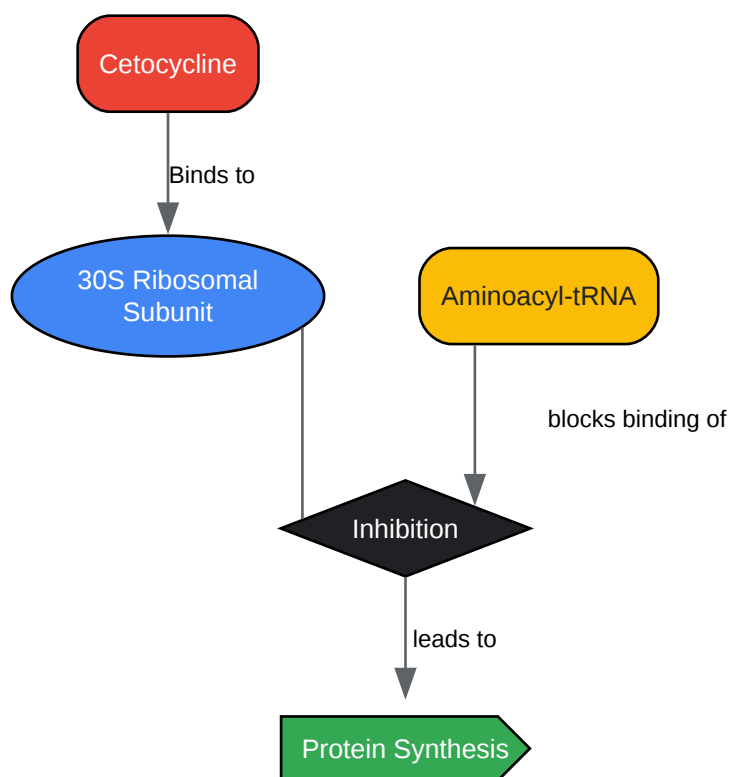 Cetocycline
Binds to
30S Ribosomal
Subunit
Aminoacyl-tRNA
blocks binding of
Inhibition
leads to
Protein Synthesis